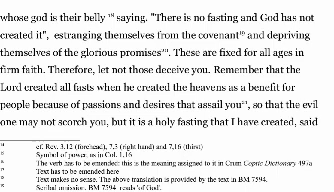 whose god is their belly¹⁸ saying, "There is no fasting and God has not
created it", estranging themselves from the covenant¹⁹ and depriving
themselves of the glorious promises²⁰. These are fixed for all ages in
firm faith. Therefore, let not those deceive you. Remember that the
Lord created all fasts when he created the heavens as a benefit for
people because of passions and desires that assail you²¹, so that the evil
one may not scorch you, but it is a holy fasting that I have created, said
cf. Rev. 3,12 (forehead), 7,3 (right hand) and 7,16 (thirst)
Symbol of power, as in Col. 1,16
The verb has to be extended: this is the meaning assigned to it in Crum Coptic Dictionary 497a
Text has to be extended here
Text makes no sense. The above translation is provided by the text in BM 7594.
Scribal omission. BM 7594 reads 'of God'.